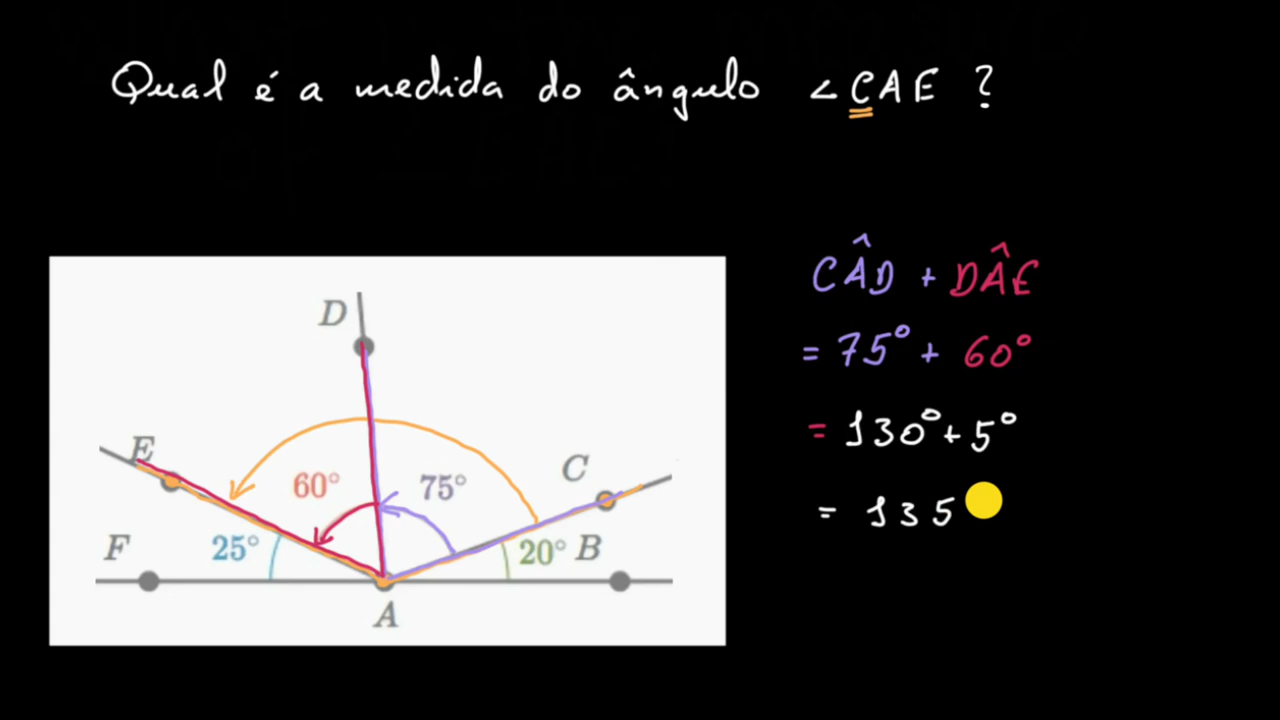 Qual é a medida do ângulo ∠CAE ?
CÂD + DÂE
= 75° + 60°
= 130° + 5°
= 135
D
E
C
60°
75°
F
25°
20°
B
A